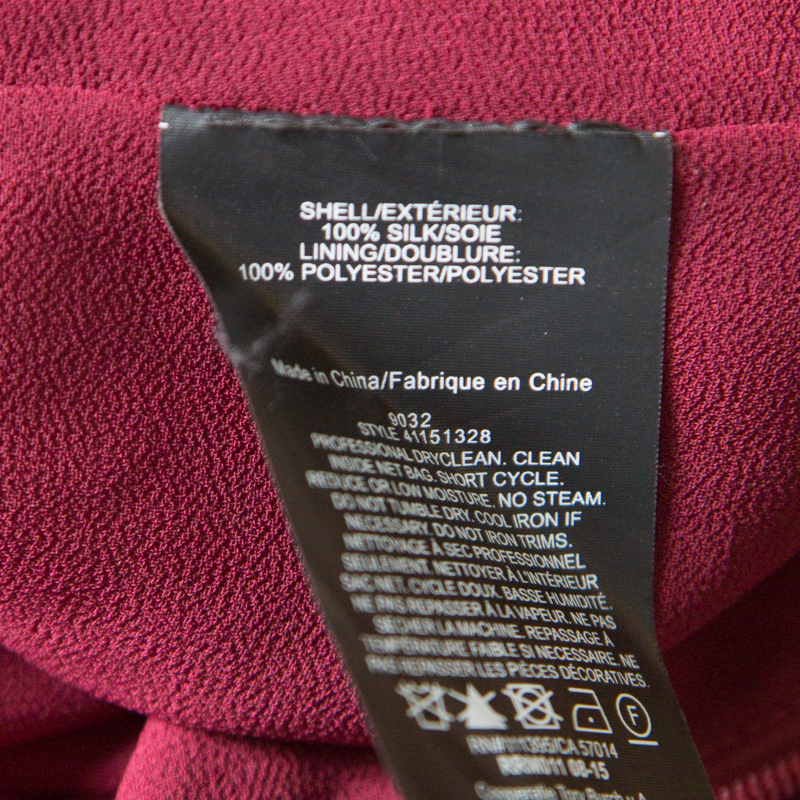 SHELL/EXTÉRIEUR:
100% SILK/SOIE
LINING/DOUBLURE:
100% POLYESTER/POLYESTER
Made in China/Fabrique en Chine
9032
STYLE 41151328
PROFESSIONAL DRYCLEAN. CLEAN
INSIDE NET BAG. SHORT CYCLE.
REDUCE OR LOW MOISTURE. NO STEAM.
DO NOT TUMBLE DRY. COOL IRON IF
NECESSARY. DO NOT IRON TRIMS.
NETTOYAGE À SEC PROFESSIONNEL
SEULEMENT. NETTOYER À L'INTÉRIEUR
SAC NET. CYCLE DOUX. BASSE HUMIDITÉ.
NE PAS REPASSER À LA VAPEUR. NE PAS
SÉCHER LA MACHINE. REPASSAGE À
TEMPÉRATURE FAIBLE SI NECESSAIRE. NE
PAS REPASSER LES PIÈCES DÉCORATIVES.
F
RN#111395/CA 57014
08-15
Tory Burch